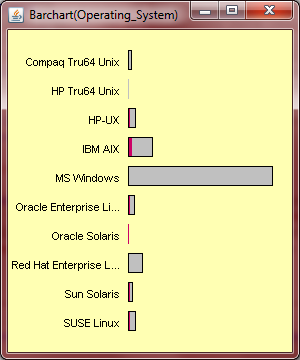 Barchart(Operating_System)
Compaq Tru64 Unix
HP Tru64 Unix
HP-UX
IBM AIX
MS Windows
Oracle Enterprise Li...
Oracle Solaris
Red Hat Enterprise L...
Sun Solaris
SUSE Linux